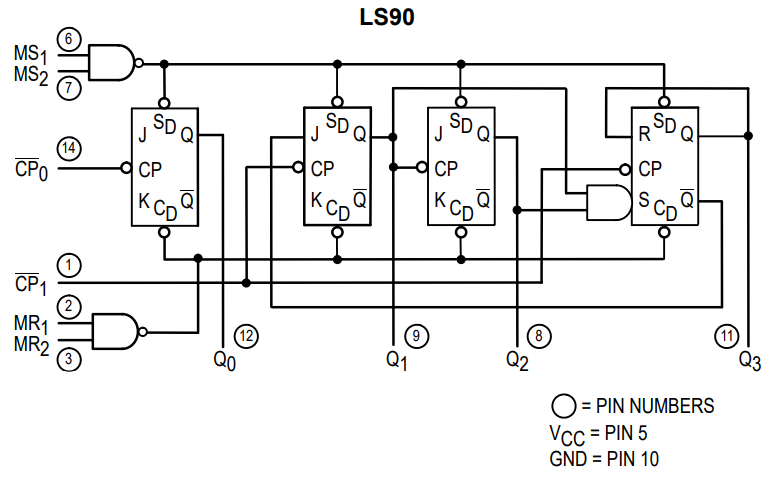 LS90
MS1
6
MS2
7
SD
J
Q
SD
J
Q
SD
J
Q
SD
R
Q
14
C̅P̅0
CP
CP
CP
CP
K
CD
Q̅
K
CD
Q̅
K
CD
Q̅
S
CD
Q̅
1
C̅P̅1
2
MR1
MR2
3
12
Q0
9
Q1
8
Q2
11
Q3
= PIN NUMBERS
VCC = PIN 5
GND = PIN 10